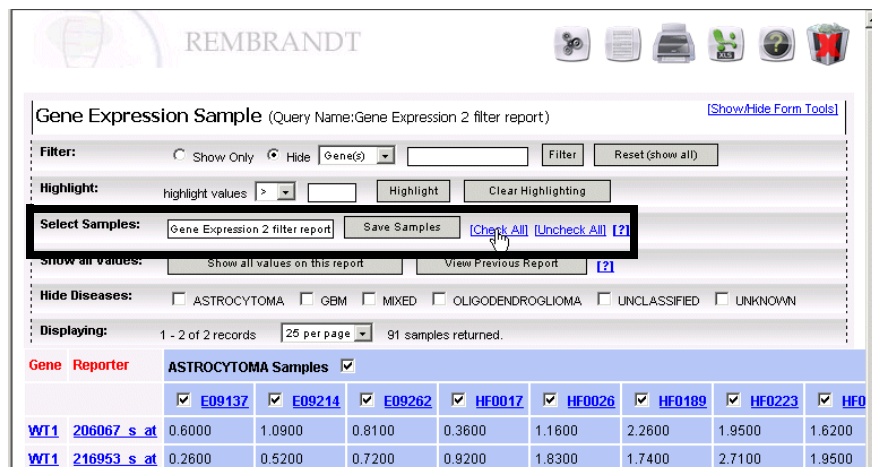 REMBRANDT
XLS ?
Gene Expression Sample (Query Name:Gene Expression 2 filter report) [Show/Hide Form Tools]
Filter: Show Only Hide Gene(s) Filter Reset (show all)
Highlight: highlight values > Highlight Clear Highlighting
Select Samples: Gene Expression 2 filter report Save Samples [Check All] [Uncheck All] [?]
Show all Values: Show all values on this report View Previous Report [?]
Hide Diseases: ASTROCYTOMA GBM MIXED OLIGODENDROGLIOMA UNCLASSIFIED UNKNOWN
Displaying: 1 - 2 of 2 records 25 per page 91 samples returned.
Gene Reporter ASTROCYTOMA Samples
E09137 E09214 E09262 HF0017 HF0026 HF0189 HF0223 HF0
WT1 206067_s_at 0.6000 1.0900 0.8100 0.3600 1.1600 2.2600 1.9500 1.6200
WT1 216953_s_at 0.2600 0.5200 0.7200 0.9200 1.8300 1.7400 2.7100 1.9500